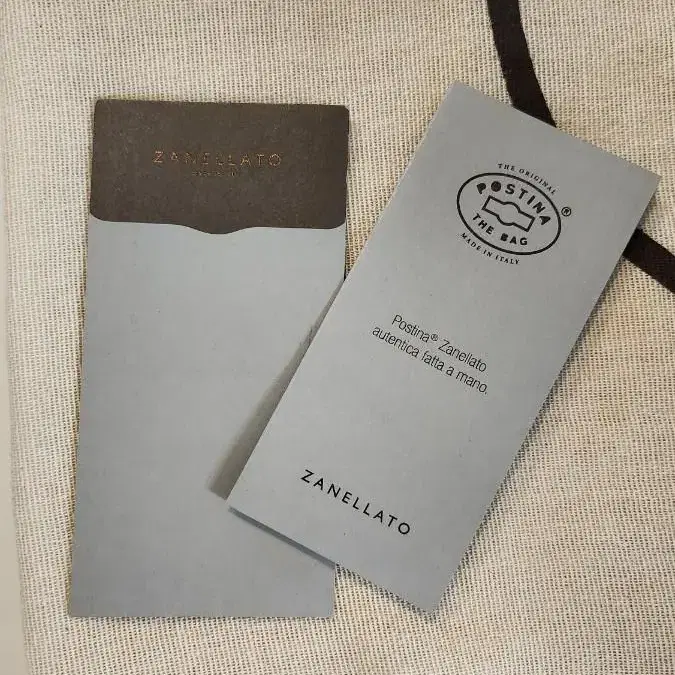 ZANELLATO
THE ORIGINAL
POSTINA
®
THE BAG
MADE IN ITALY
Postina® Zanellato
autentica fatta a mano.
ZANELLATO